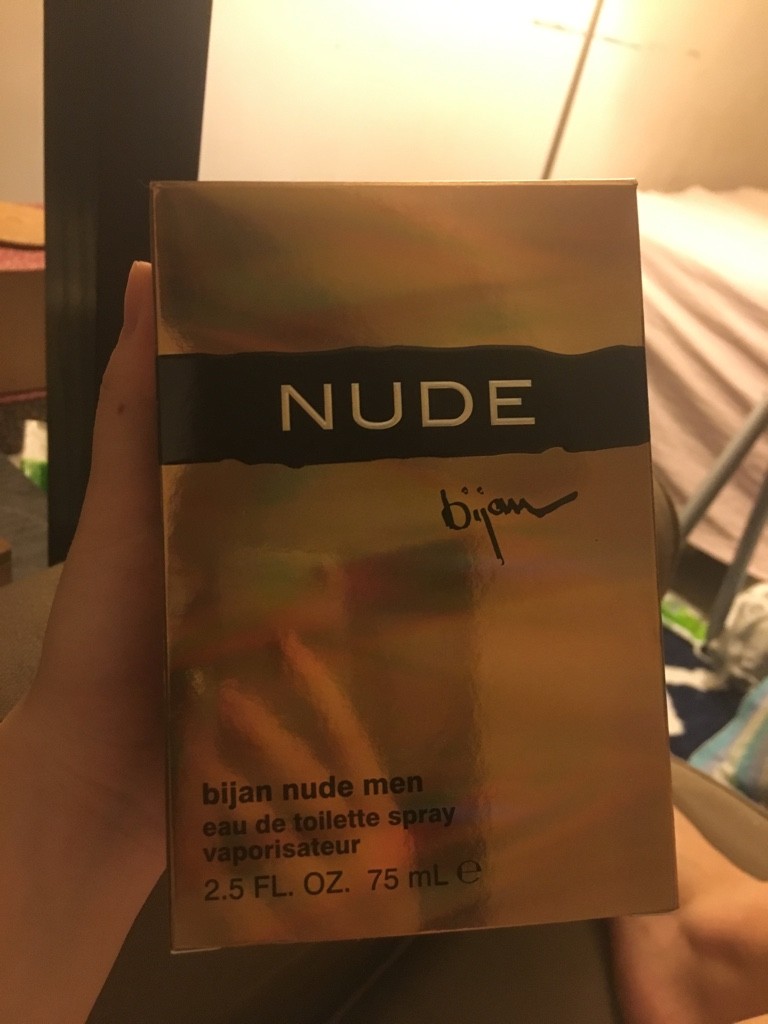 NUDE
bijan
bijan nude men
eau de toilette spray
vaporisateur
2.5 FL. OZ. 75 mL ℮